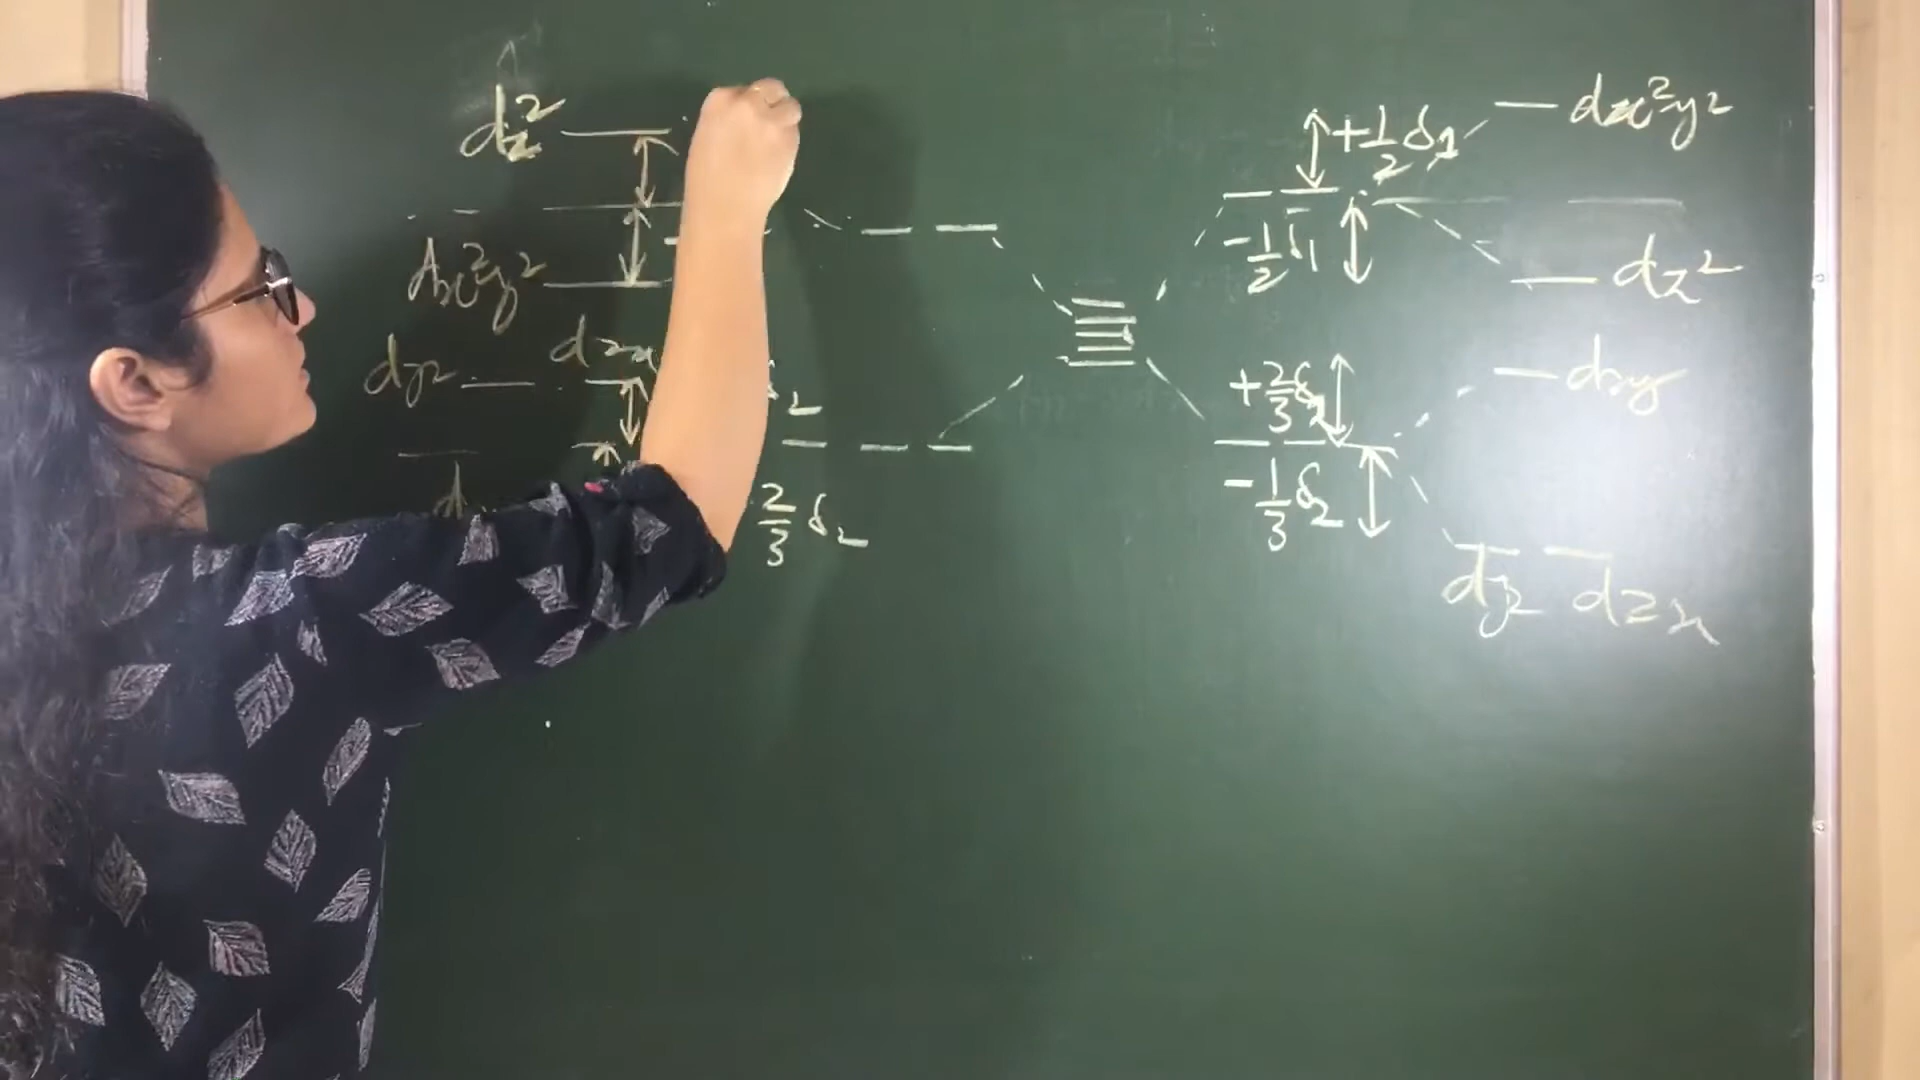 dz²
dx²y²
dyz
dzx
δ2
2/3 δ2
+1/2 δ1
dx²y²
-1/2 δ1
dz²
+2/3 δ2
dxy
-1/3 δ2
dyz dzx